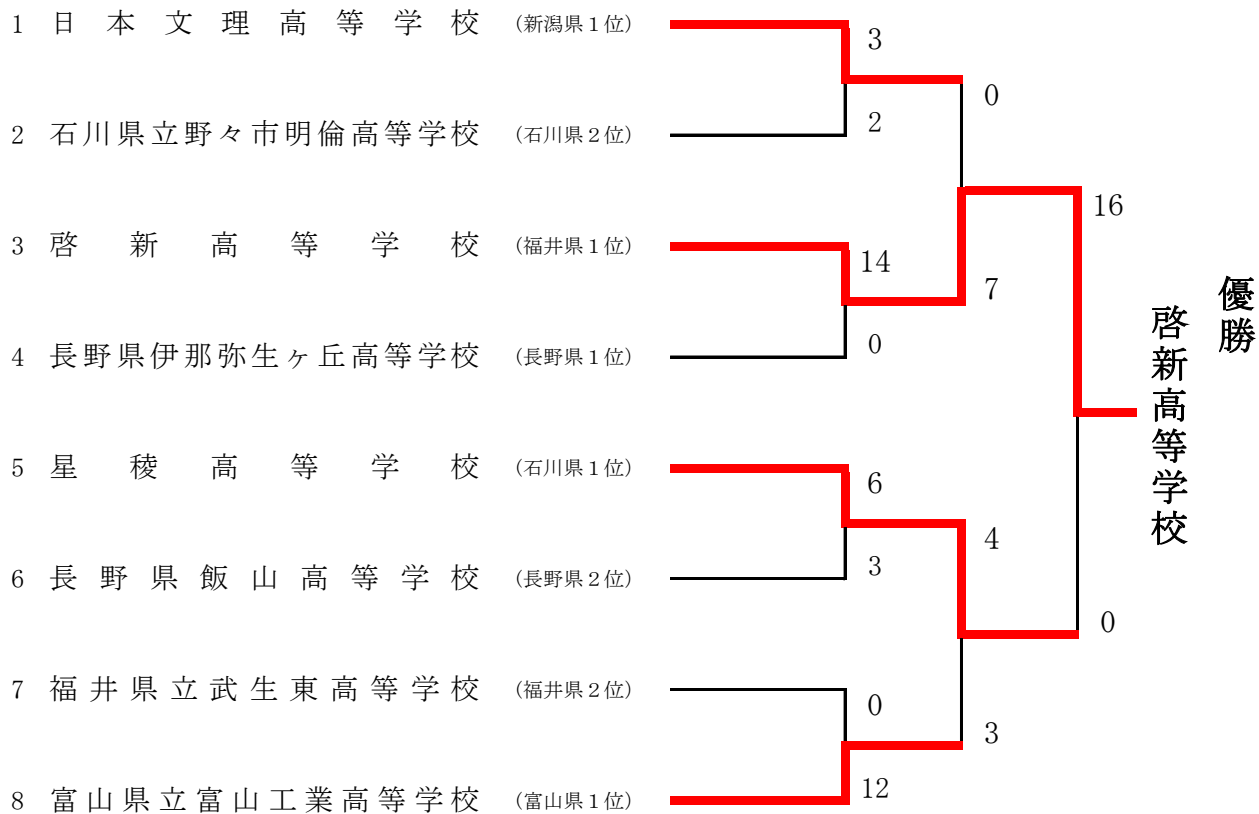 1 日本文理高等学校 (新潟県1位)
2 石川県立野々市明倫高等学校 (石川県2位)
3 啓新高等学校 (福井県1位)
4 長野県伊那弥生ヶ丘高等学校 (長野県1位)
5 星稜高等学校 (石川県1位)
6 長野県飯山高等学校 (長野県2位)
7 福井県立武生東高等学校 (福井県2位)
8 富山県立富山工業高等学校 (富山県1位)
3
2
14
0
6
3
0
12
0
7
4
3
16
0
優勝
啓新高等学校